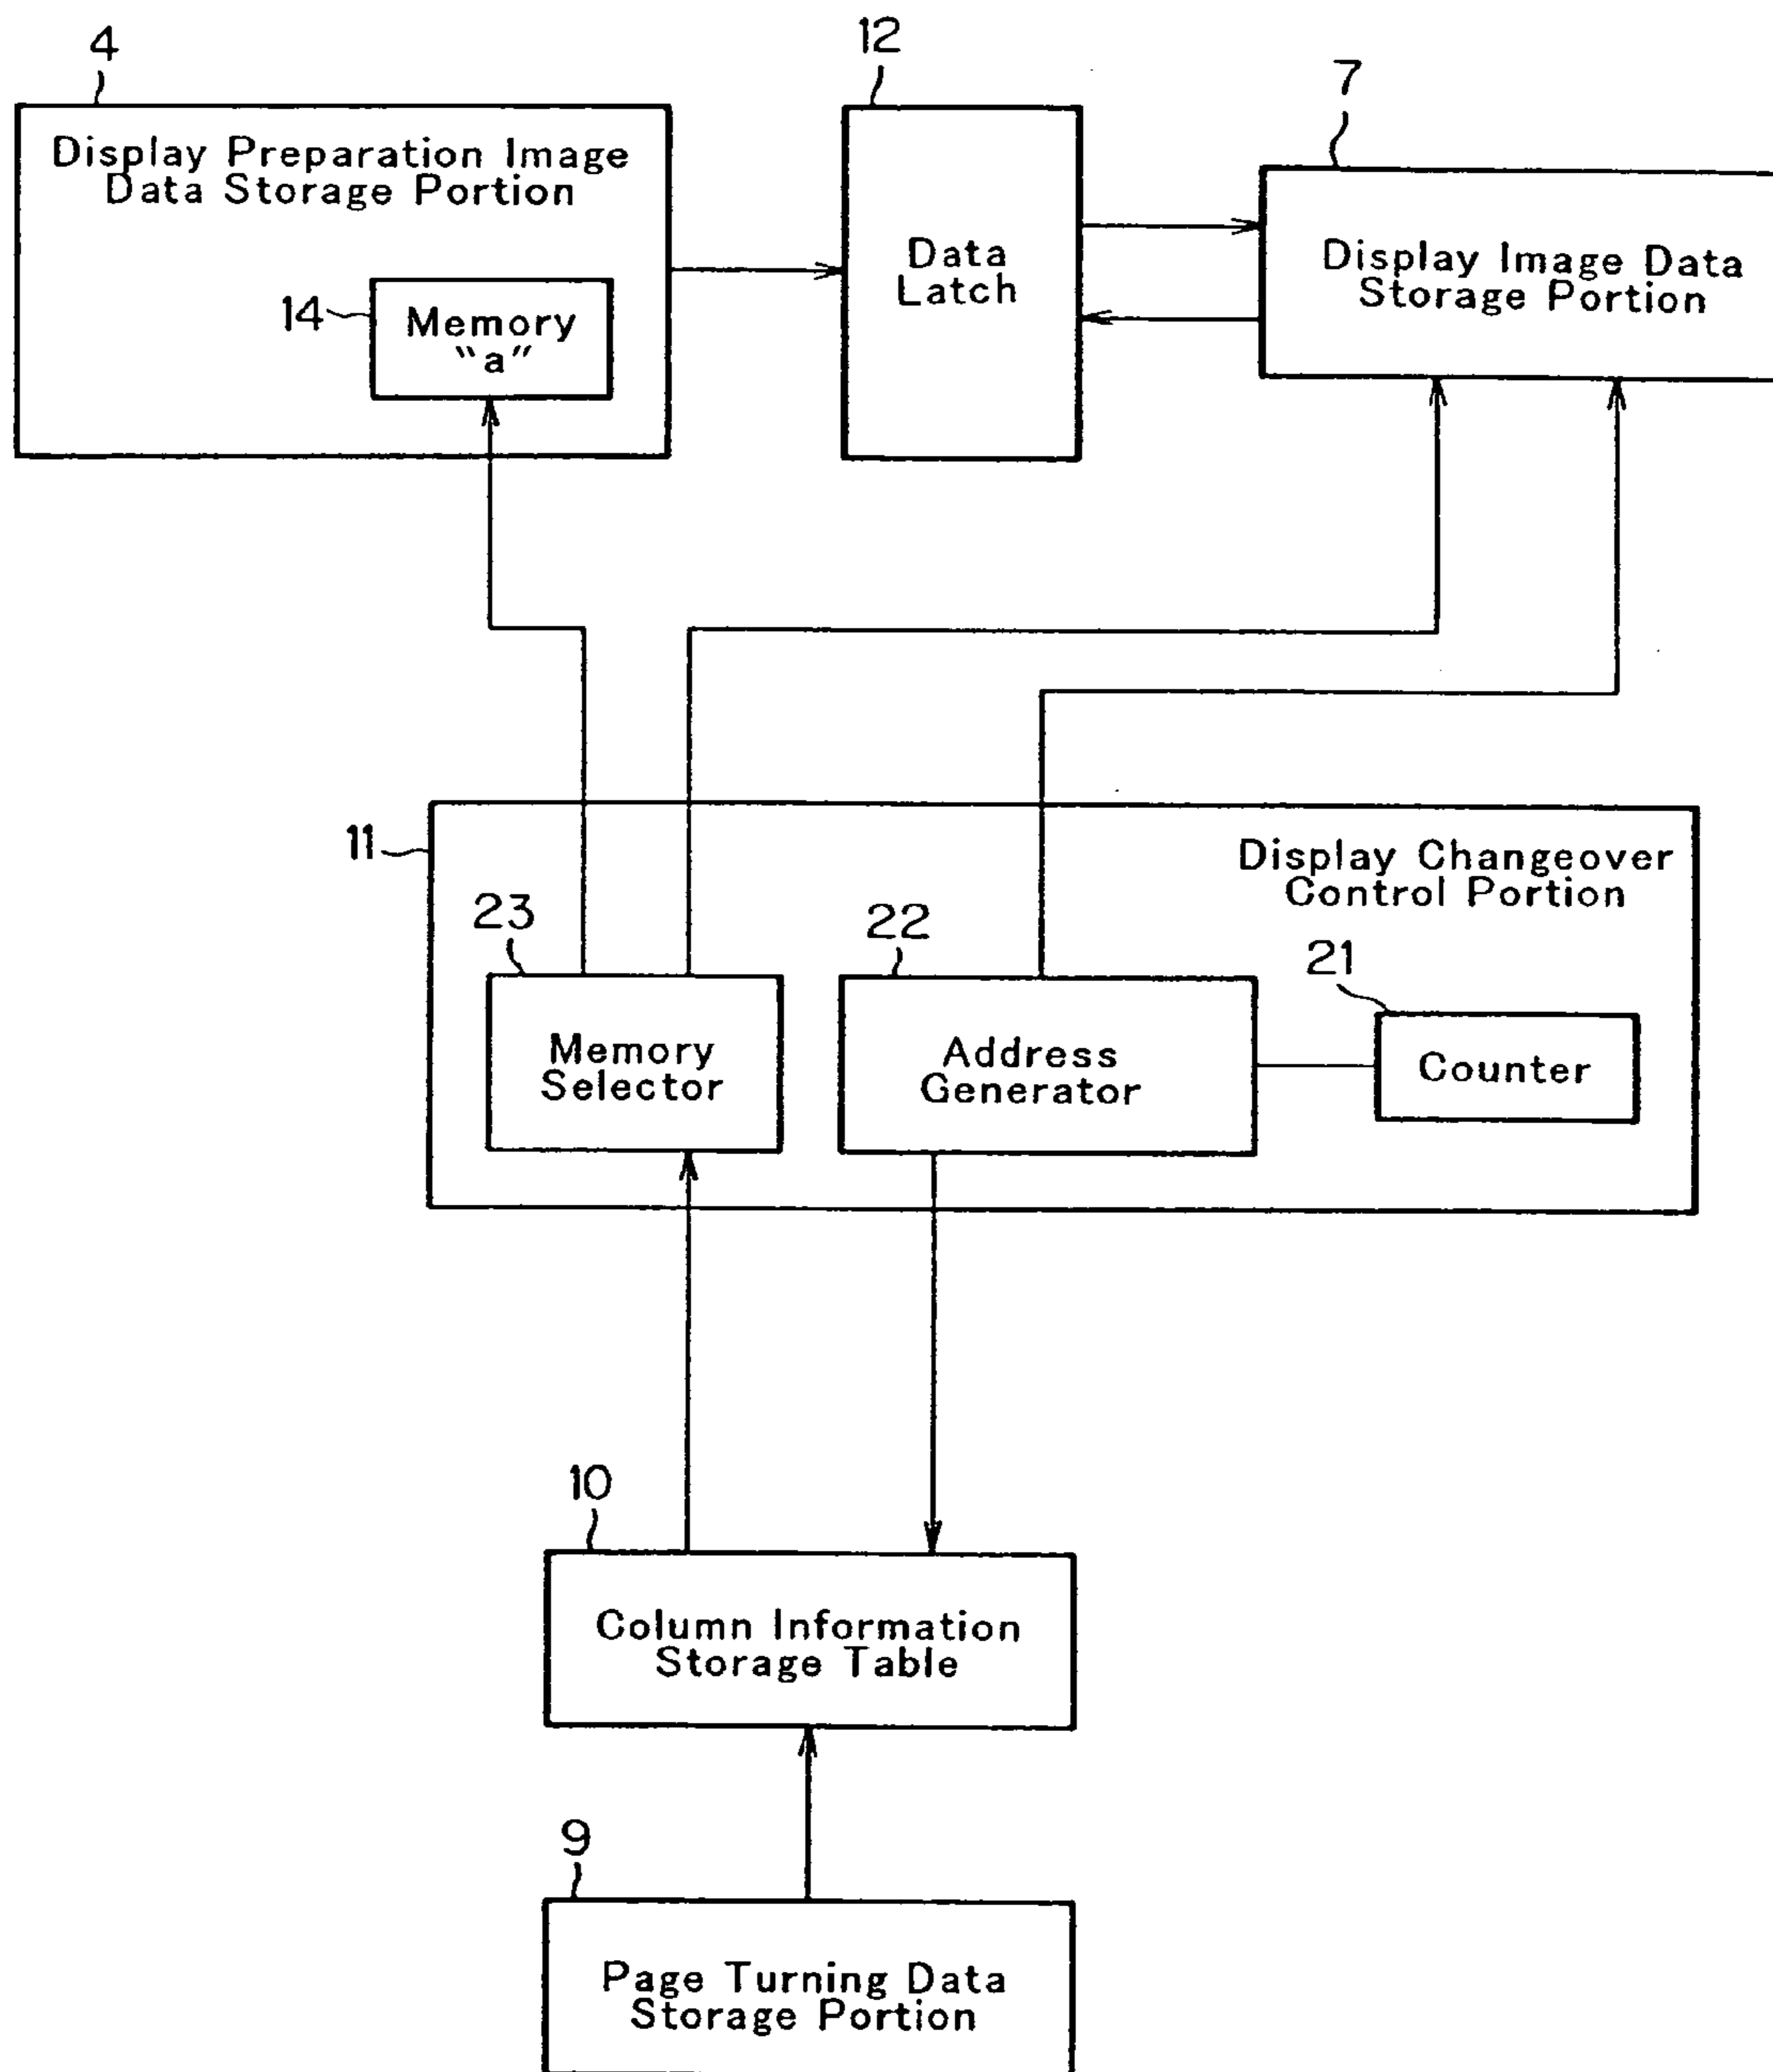 4
12
7
Display Preparation Image
Data Storage Portion
Data
Latch
Display Image Data
Storage Portion
14
Memory
"a"
11
Display Changeover
Control Portion
23
22
21
Memory
Selector
Address
Generator
Counter
10
Column Information
Storage Table
9
Page Turning Data
Storage Portion